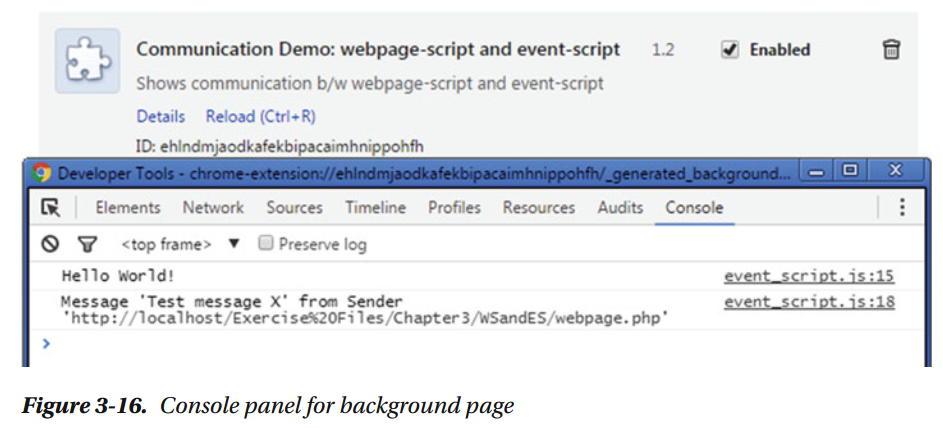 Communication Demo: webpage-script and event-script 1.2 Enabled
Shows communication b/w webpage-script and event-script
Details Reload (Ctrl+R)
ID: ehlndmjaodkafekbipacaimhnippohfh
Developer Tools - chrome-extension://ehlndmjaodkafekbipacaimhnippohfh/_generated_background...
Elements Network Sources Timeline Profiles Resources Audits Console
<top frame> ▼ Preserve log
Hello World! event_script.js:15
Message 'Test message X' from Sender event_script.js:18
'http://localhost/Exercise%20Files/Chapter3/WSandES/webpage.php'
>
Figure 3-16. Console panel for background page